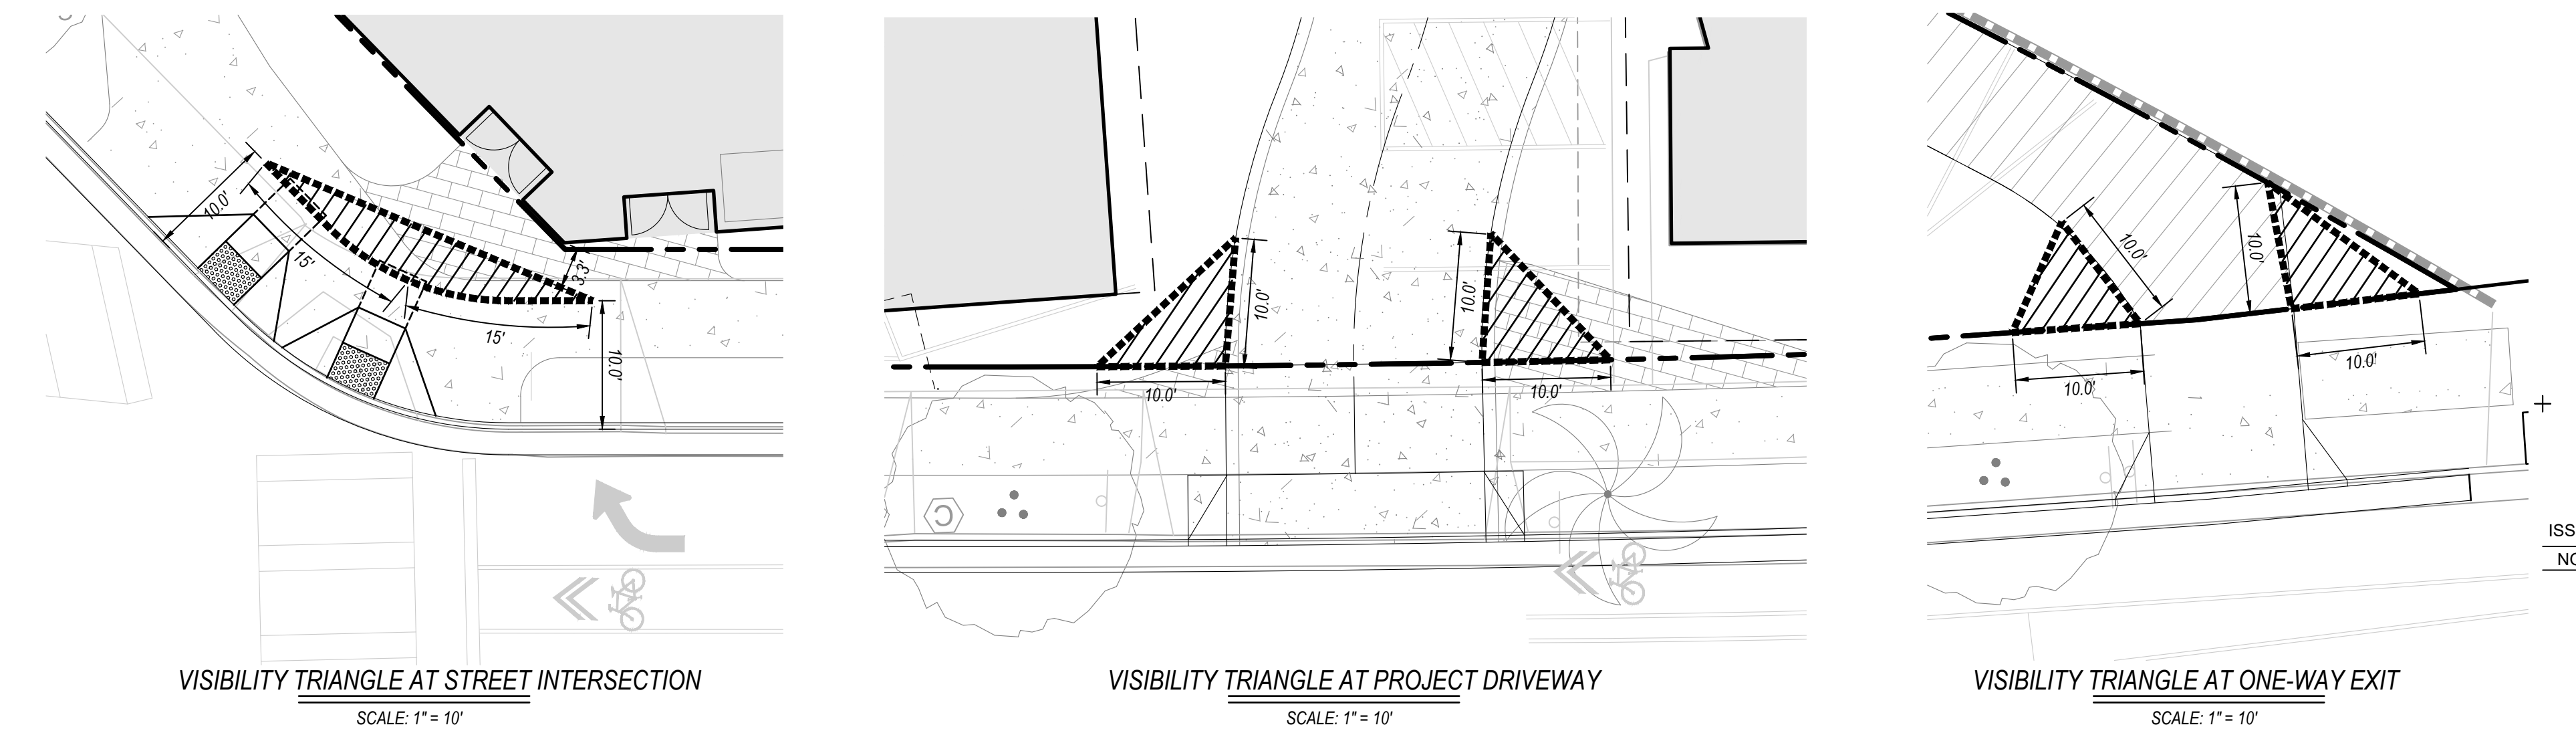 10.0'
15'
15'
3.3'
10.0'
VISIBILITY TRIANGLE AT STREET INTERSECTION
SCALE: 1" = 10'
10.0'
10.0'
10.0'
10.0'
C
VISIBILITY TRIANGLE AT PROJECT DRIVEWAY
SCALE: 1" = 10'
10.0'
10.0'
10.0'
10.0'
VISIBILITY TRIANGLE AT ONE-WAY EXIT
SCALE: 1" = 10'
ISS
NO